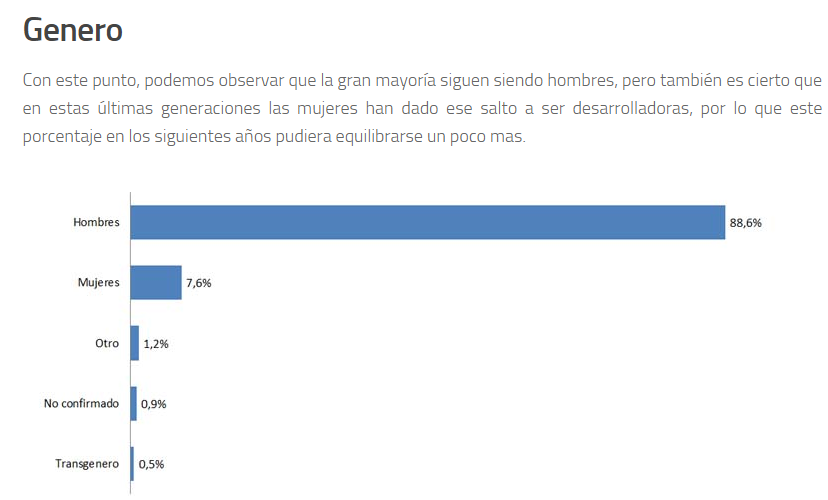 Genero
Con este punto, podemos observar que la gran mayoría siguen siendo hombres, pero también es cierto que
en estas últimas generaciones las mujeres han dado ese salto a ser desarrolladoras, por lo que este
porcentaje en los siguientes años pudiera equilibrarse un poco mas.
Hombres 88,6%
Mujeres 7,6%
Otro 1,2%
No confirmado 0,9%
Transgenero 0,5%